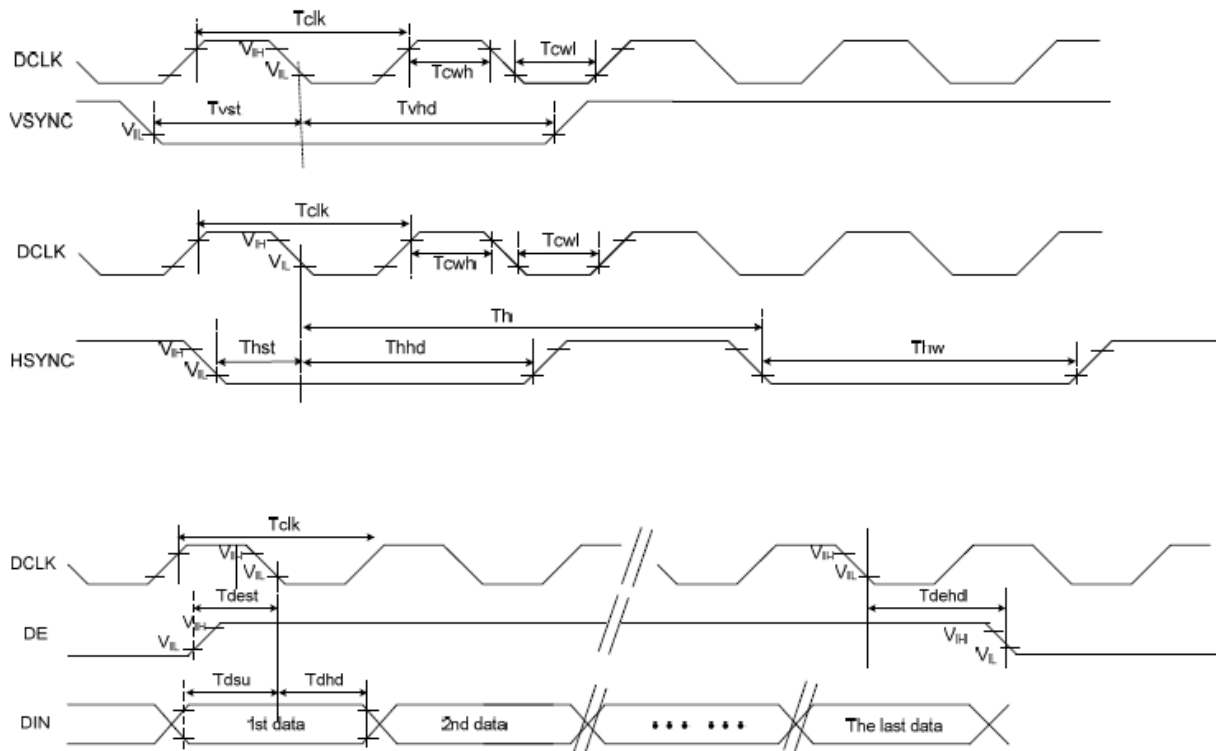 Tclk
DCLK VIH VIL Tcwh Tcwl
Tvst Tvhd
VSYNC VIL
Tclk
DCLK VIH VIL Tcwh Tcwl
Th
Thst Thhd Thw
HSYNC VIH VIL
Tclk
DCLK VIH VIL VIH VIL
Tdest Tdehd
DE VIH VIL VIH VIL
Tdsu Tdhd
DIN 1st data 2nd data The last data